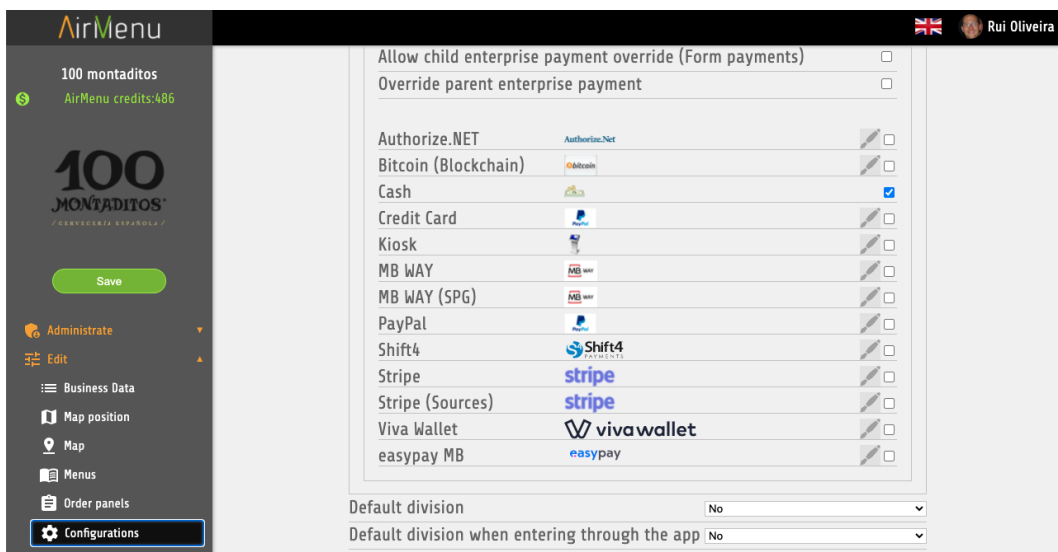 AirMenu
Rui Oliveira
100 montaditos
AirMenu credits:486
100
MONTADITOS
/ CERVECERÍA ESPAÑOLA /
Save
Administrate
Edit
Business Data
Map position
Map
Menus
Order panels
Configurations
Allow child enterprise payment override (Form payments)
Override parent enterprise payment
Authorize.NET Authorize.Net
Bitcoin (Blockchain) bitcoin
Cash
Credit Card PayPal
Kiosk
MB WAY MB WAY
MB WAY (SPG) MB WAY
PayPal PayPal
Shift4 Shift4 PAYMENTS
Stripe stripe
Stripe (Sources) stripe
Viva Wallet viva wallet
easypay MB easypay
Default division No
Default division when entering through the app No